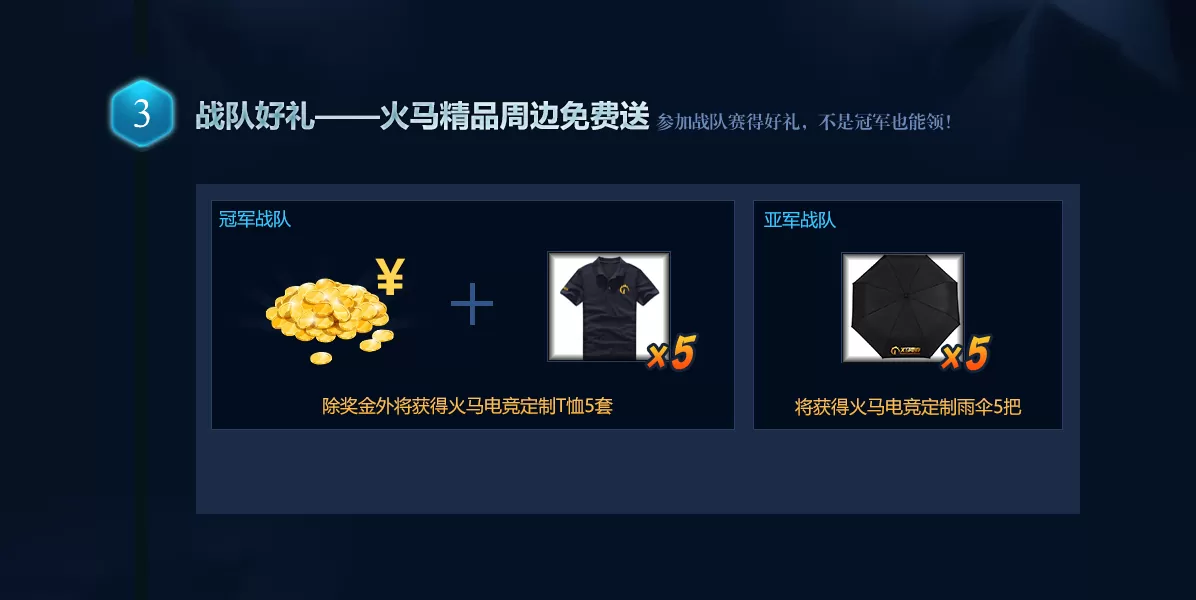 3
战队好礼——火马精品周边免费送
参加战队赛得好礼，不是冠军也能领！
冠军战队
¥
x5
除奖金外将获得火马电竞定制T恤5套
亚军战队
x5
将获得火马电竞定制雨伞5把